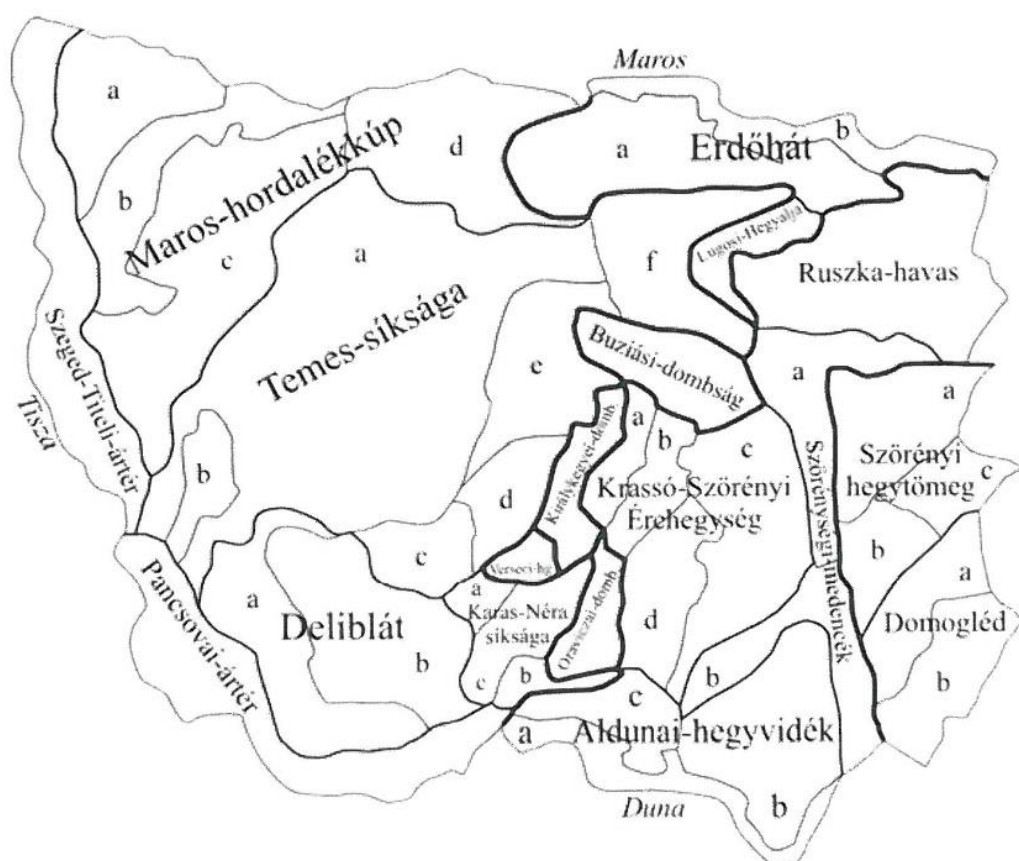 Maros
a
b
d
a
Erdőhát
b
Maros-hordalékkúp
c
a
f
Lugosi-Hegyalja
Ruszka-havas
Temes-síksága
Szeged-Titeli-ártér
Tisza
e
Buziási-dombság
a
a
b
d
Királykegyei-domb
a
b
c
Krassó-Szörényi
Érchegység
Szörénységi-medencék
Szörényi
hegytömeg
c
b
c
Verseci-hg.
a
Karas-Néra
síksága
Oraviczai-domb
d
a
Domogléd
b
Pancsovai-ártér
a
Deliblát
b
c
b
b
a
c
Aldunai-hegyvidék
b
Duna